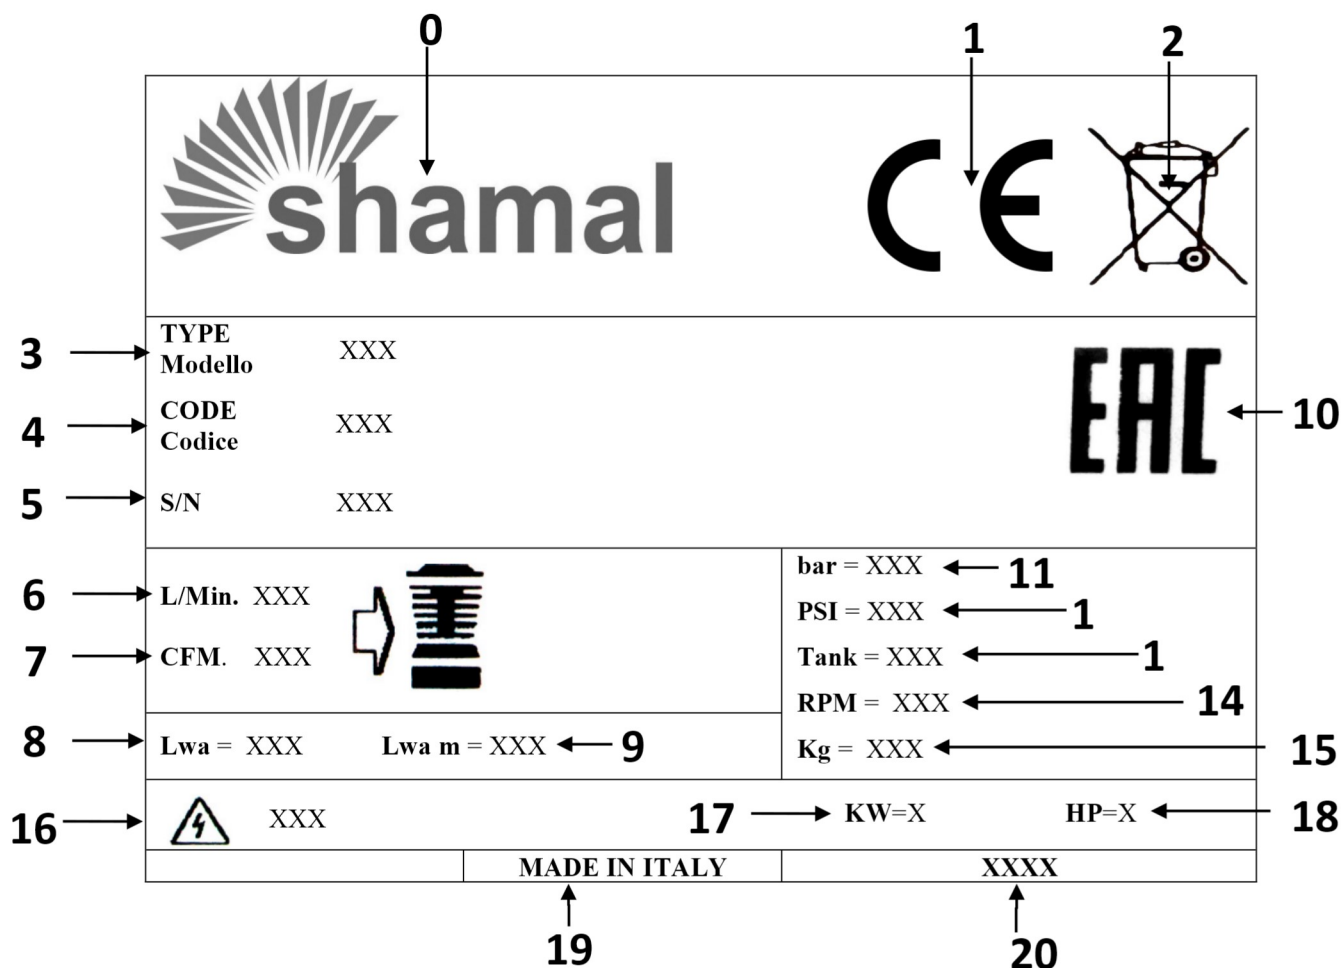 0
1
2
shamal
CE
3
TYPE
Modello
XXX
EAC
10
4
CODE
Codice
XXX
5
S/N
XXX
6
L/Min. XXX
7
CFM. XXX
bar = XXX
11
PSI = XXX
1
Tank = XXX
1
RPM = XXX
14
Kg = XXX
15
8
Lwa = XXX
Lwa m = XXX
9
16
XXX
17
KW=X
HP=X
18
MADE IN ITALY
XXXX
19
20